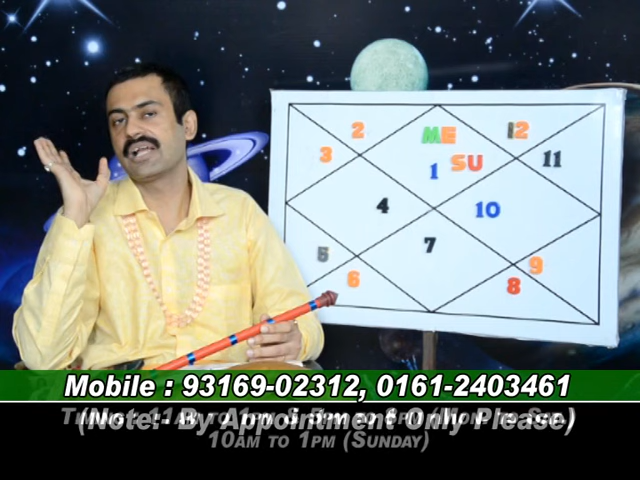 2
ME
12
3
1
SU
11
4
10
7
5
6
9
8
Mobile : 93169-02312, 0161-2403461
(Note:- By Appointment Only Please)
10am to 1pm (Sunday)